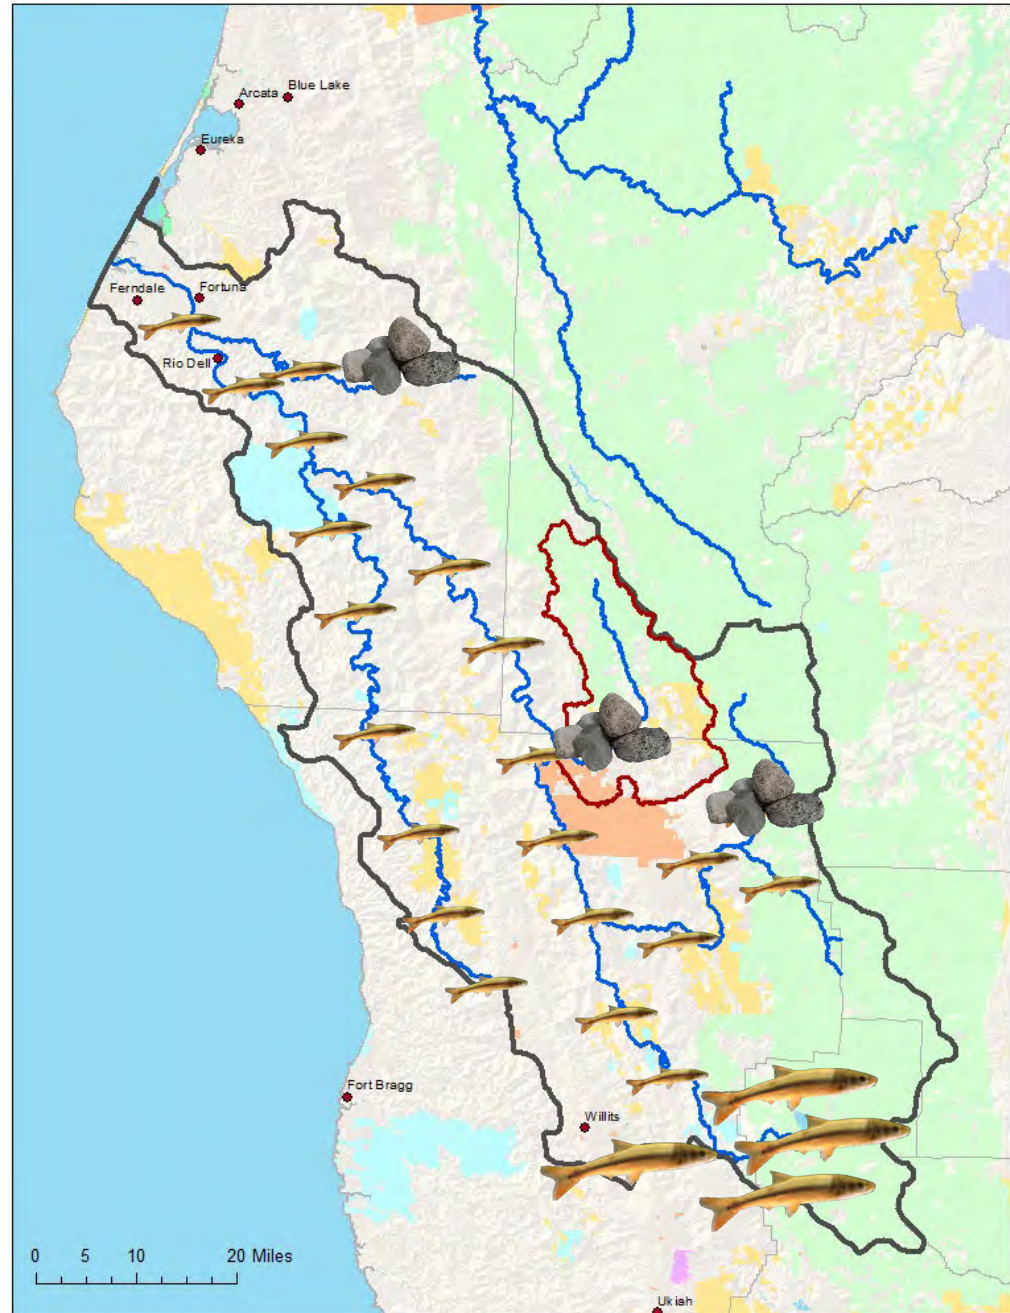 Blue Lake
Arcata
Eureka
Ferndale
Fortuna
Rio Dell
Fort Bragg
Willits
0 5 10 20 Miles
Ukiah